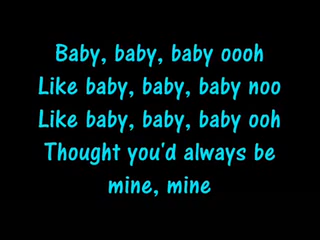 Baby, baby, baby oooh
Like baby, baby, baby noo
Like baby, baby, baby ooh
Thought you'd always be
mine, mine